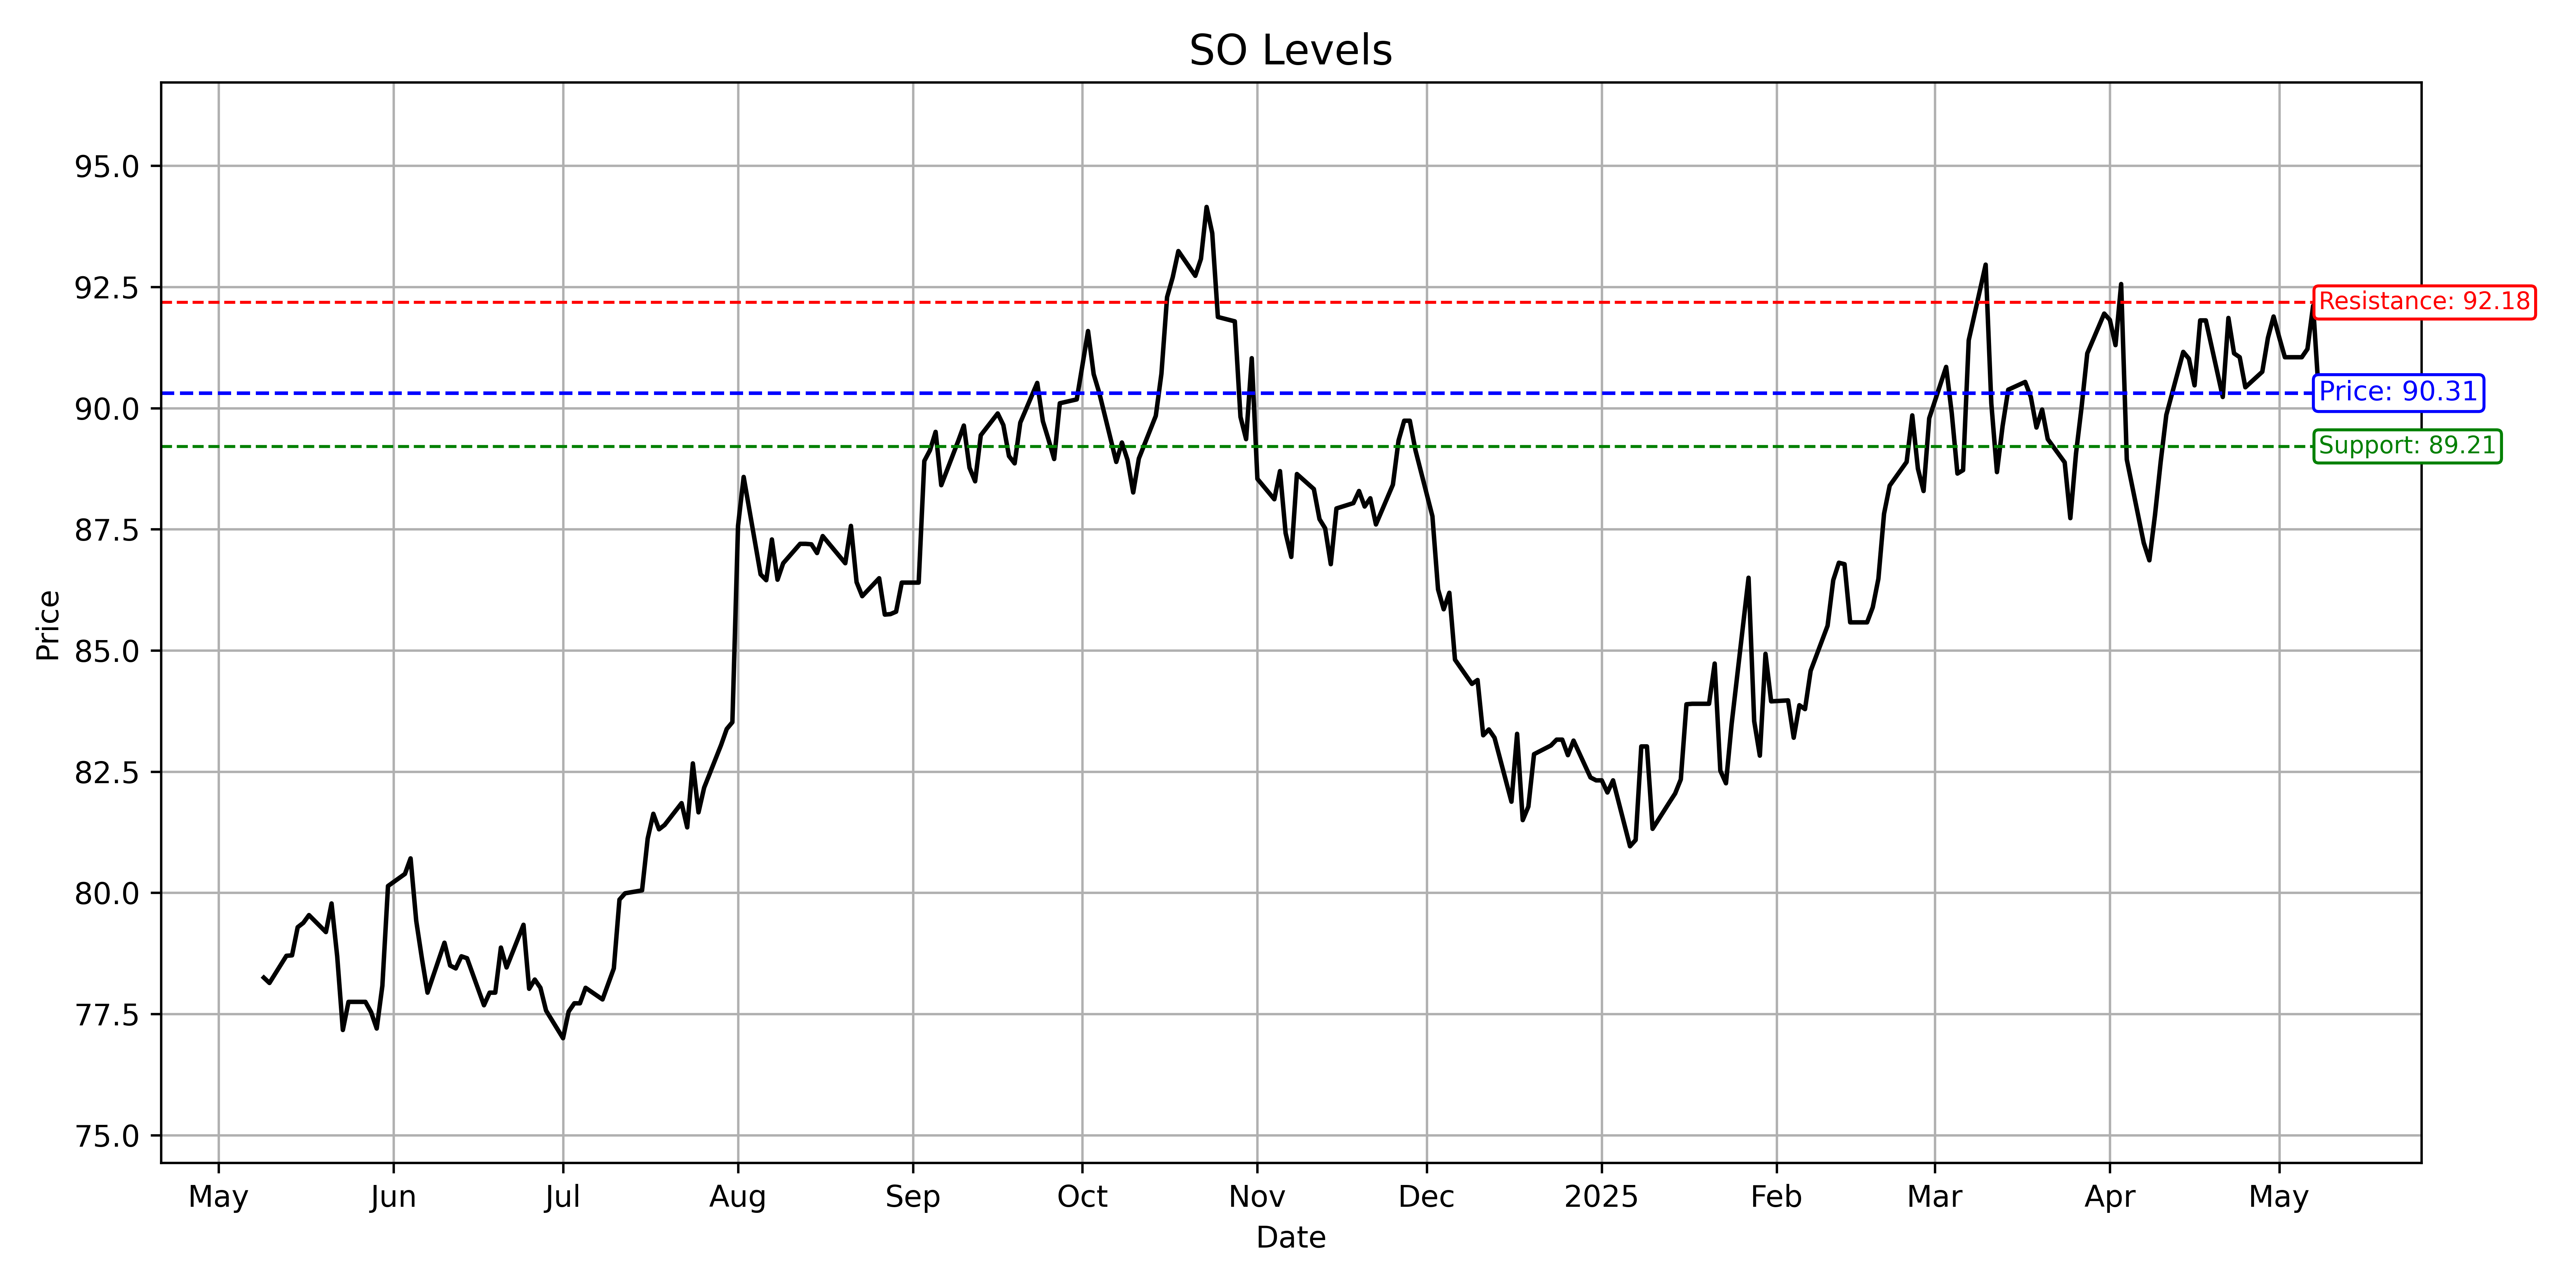 SO Levels
95.0
92.5
90.0
87.5
85.0
82.5
80.0
77.5
75.0
Price
Resistance: 92.18
Price: 90.31
Support: 89.21
May Jun Jul Aug Sep Oct Nov Dec 2025 Feb Mar Apr May
Date